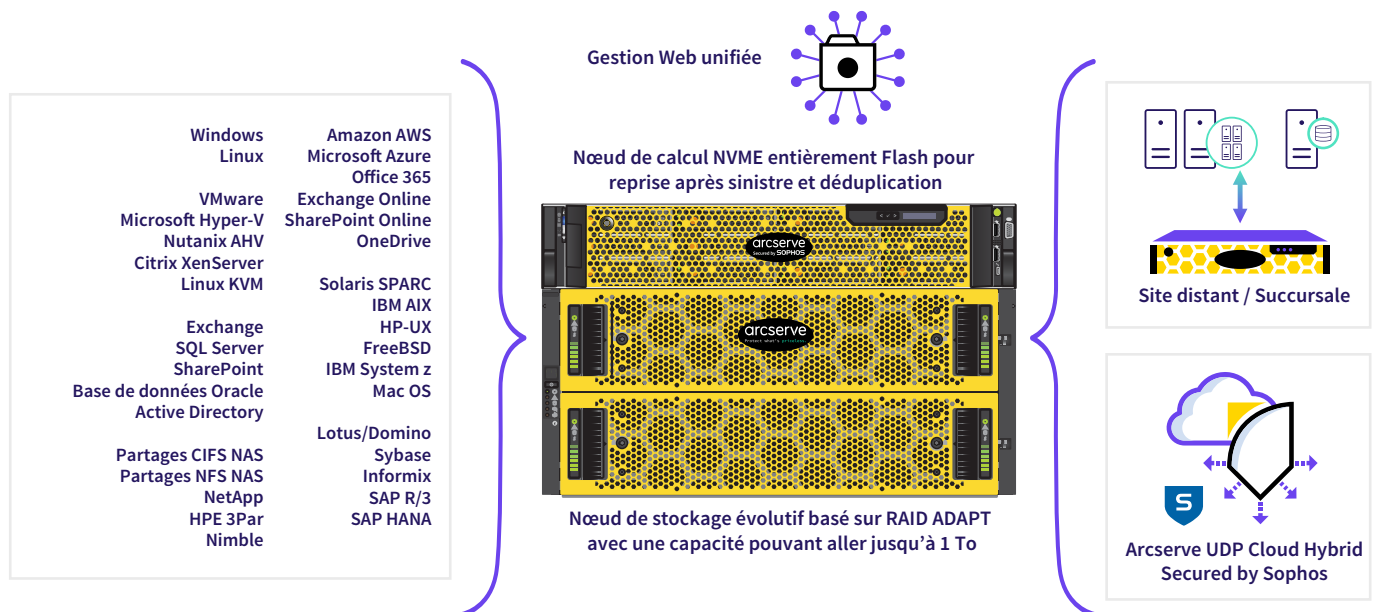 Gestion Web unifiée
Windows
Linux
VMware
Microsoft Hyper-V
Nutanix AHV
Citrix XenServer
Linux KVM
Exchange
SQL Server
SharePoint
Base de données Oracle
Active Directory
Partages CIFS NAS
Partages NFS NAS
NetApp
HPE 3Par
Nimble
Amazon AWS
Microsoft Azure
Office 365
Exchange Online
SharePoint Online
OneDrive
Solaris SPARC
IBM AIX
HP-UX
FreeBSD
IBM System z
Mac OS
Lotus/Domino
Sybase
Informix
SAP R/3
SAP HANA
Nœud de calcul NVME entièrement Flash pour
reprise après sinistre et déduplication
arcserve
Secured by SOPHOS
arcserve
Protect what's priceless.
Nœud de stockage évolutif basé sur RAID ADAPT
avec une capacité pouvant aller jusqu'à 1 To
Site distant / Succursale
S
Arcserve UDP Cloud Hybrid
Secured by Sophos